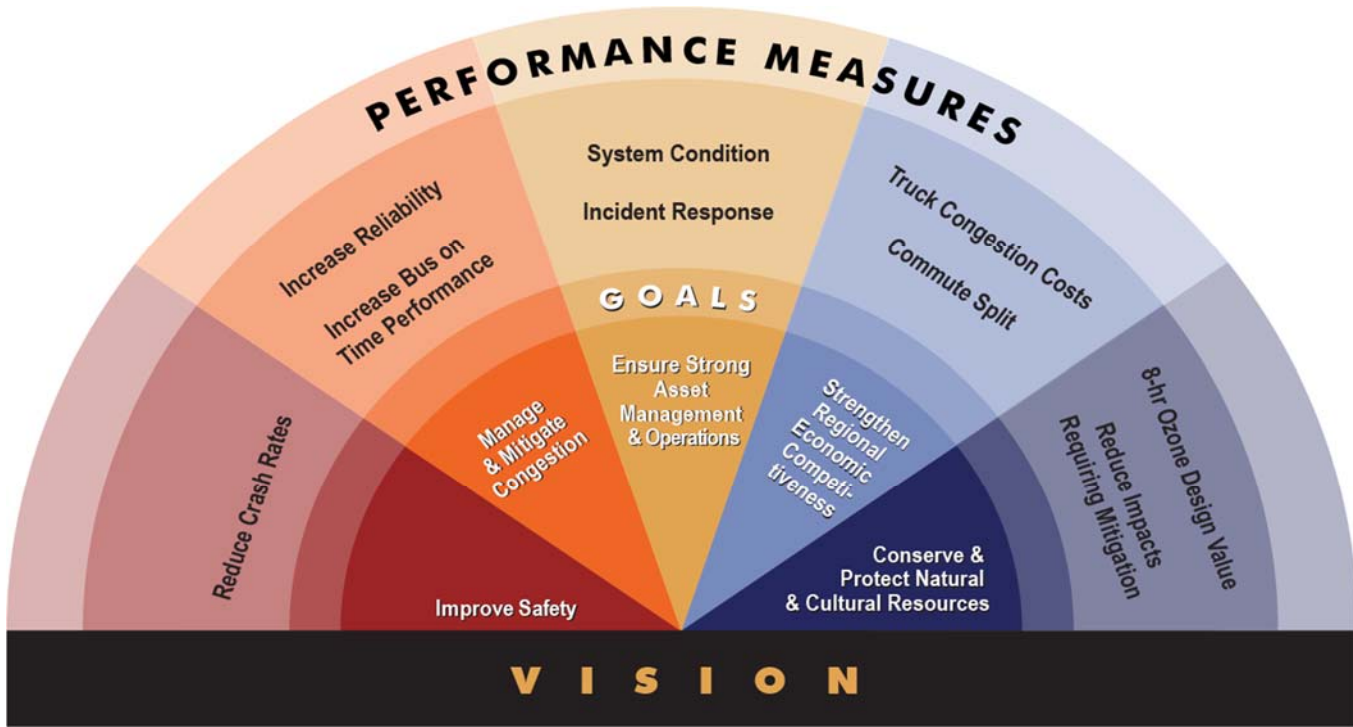 PERFORMANCE MEASURES
Reduce Crash Rates
Increase Reliability
Increase Bus on
Time Performance
System Condition
Incident Response
Truck Congestion Costs
Commute Split
8-hr Ozone Design Value
Reduce Impacts
Requiring Mitigation
GOALS
Improve Safety
Manage
& Mitigate
Congestion
Ensure Strong
Asset
Management
& Operations
Strengthen
Regional
Economic
Competi-
tiveness
Conserve &
Protect Natural
& Cultural Resources
VISION